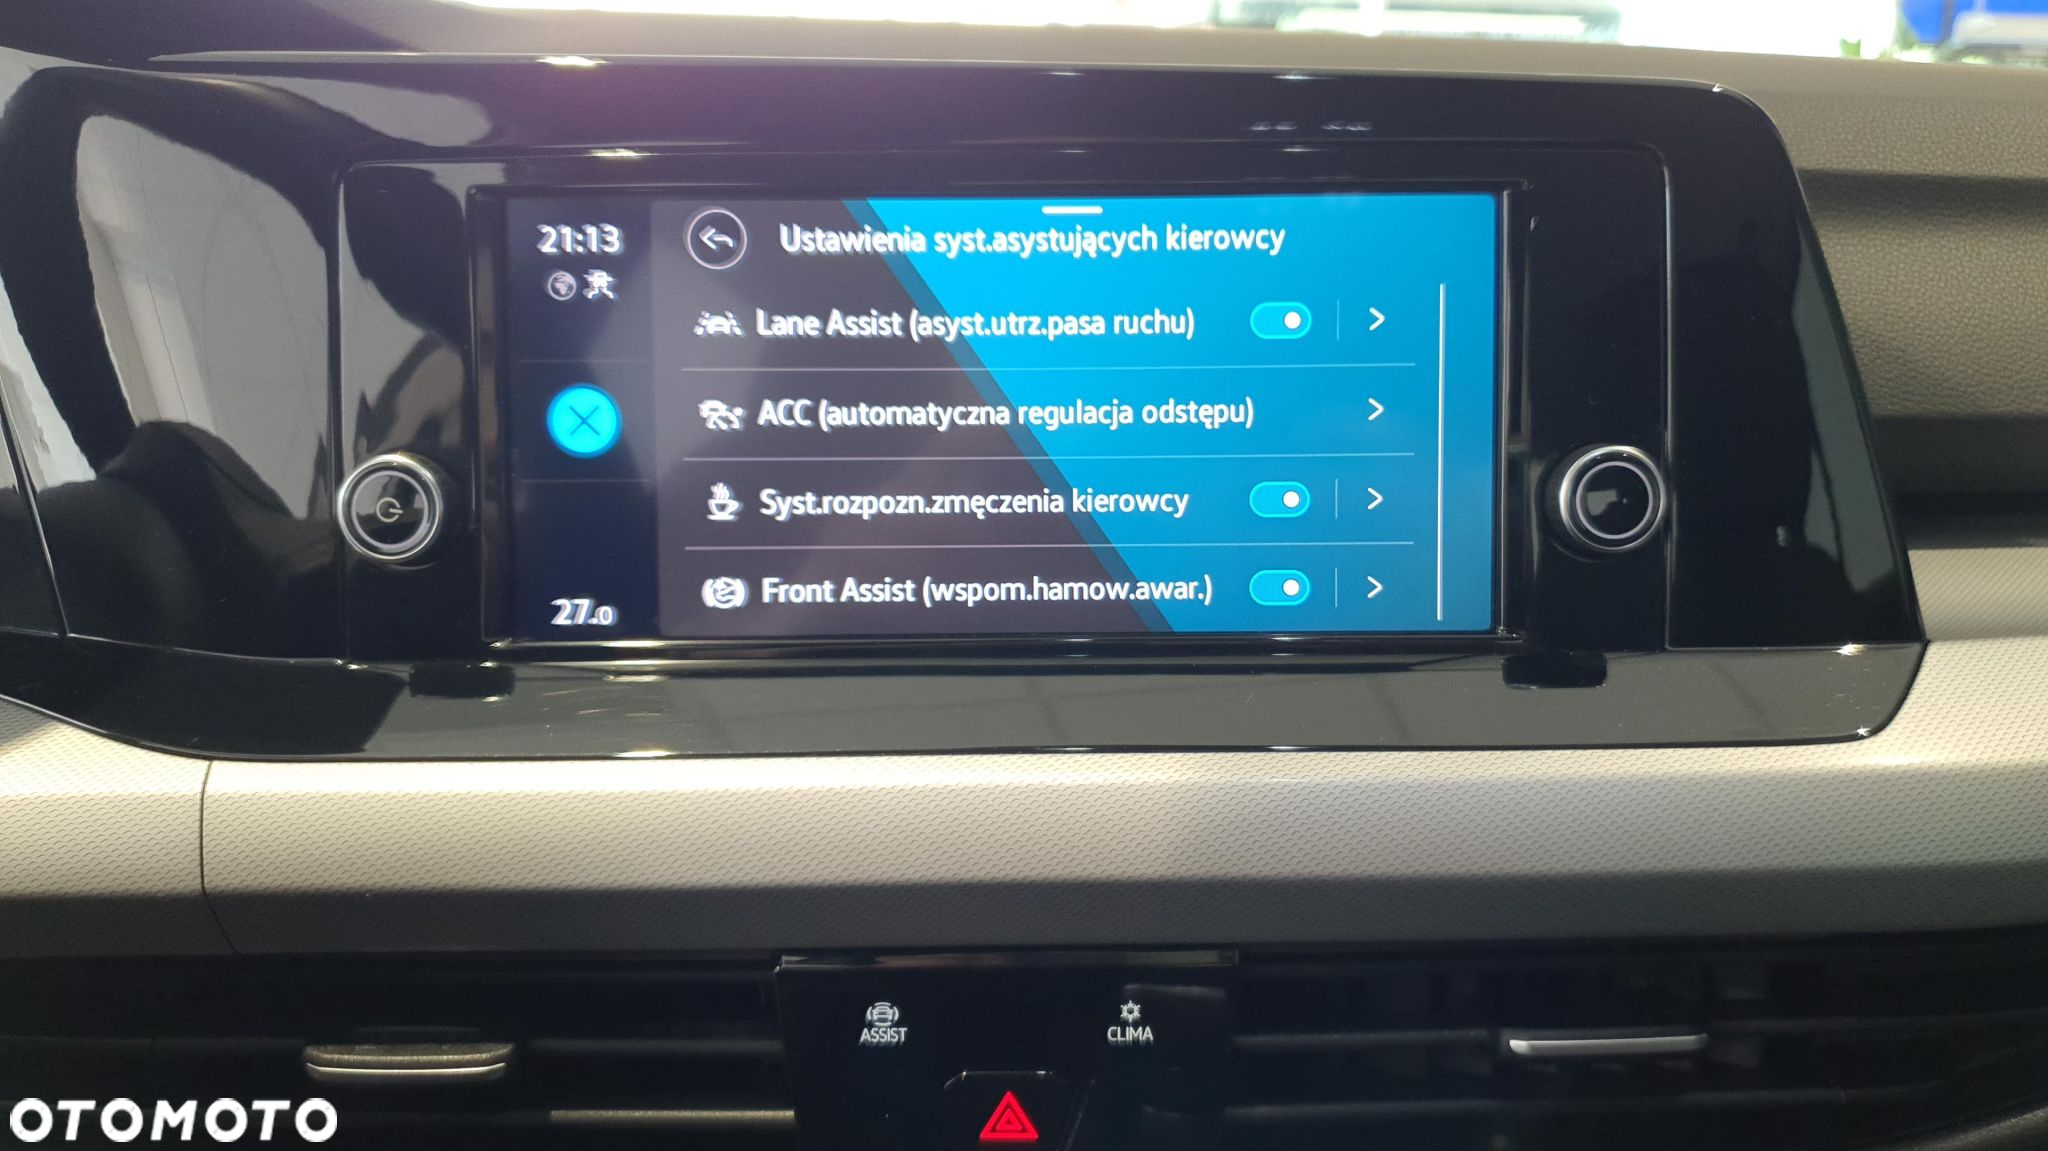 21:13
Ustawienia syst.asystujących kierowcy
Lane Assist (asyst.utrz.pasa ruchu)
ACC (automatyczna regulacja odstępu)
Syst.rozpozn.zmęczenia kierowcy
Front Assist (wspom.hamow.awar.)
27.0
ASSIST
CLIMA
OTOMOTO